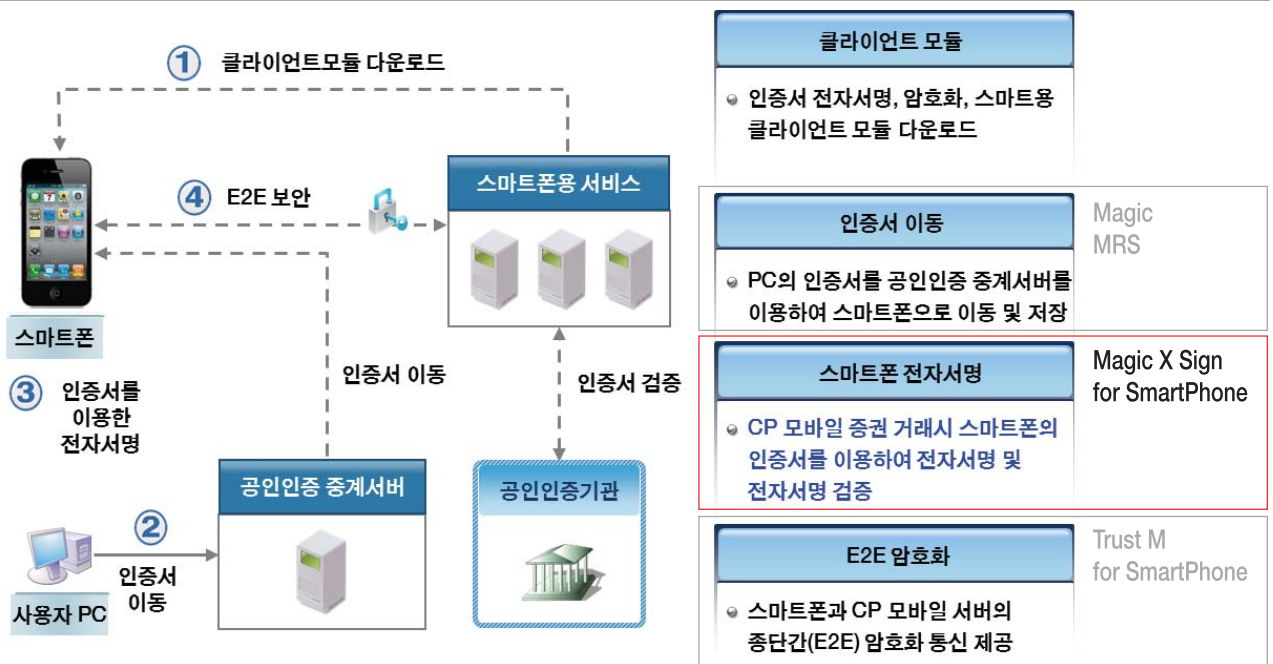 ① 클라이언트모듈 다운로드
④ E2E 보안
스마트폰용 서비스
스마트폰
③ 인증서를
이용한
전자서명
인증서 이동
인증서 검증
공인인증 중계서버
공인인증기관
②
인증서
이동
사용자 PC
클라이언트 모듈
인증서 전자서명, 암호화, 스마트용
클라이언트 모듈 다운로드
인증서 이동
PC의 인증서를 공인인증 중계서버를
이용하여 스마트폰으로 이동 및 저장
Magic
MRS
스마트폰 전자서명
CP 모바일 증권 거래시 스마트폰의
인증서를 이용하여 전자서명 및
전자서명 검증
Magic X Sign
for SmartPhone
E2E 암호화
스마트폰과 CP 모바일 서버의
종단간(E2E) 암호화 통신 제공
Trust M
for SmartPhone